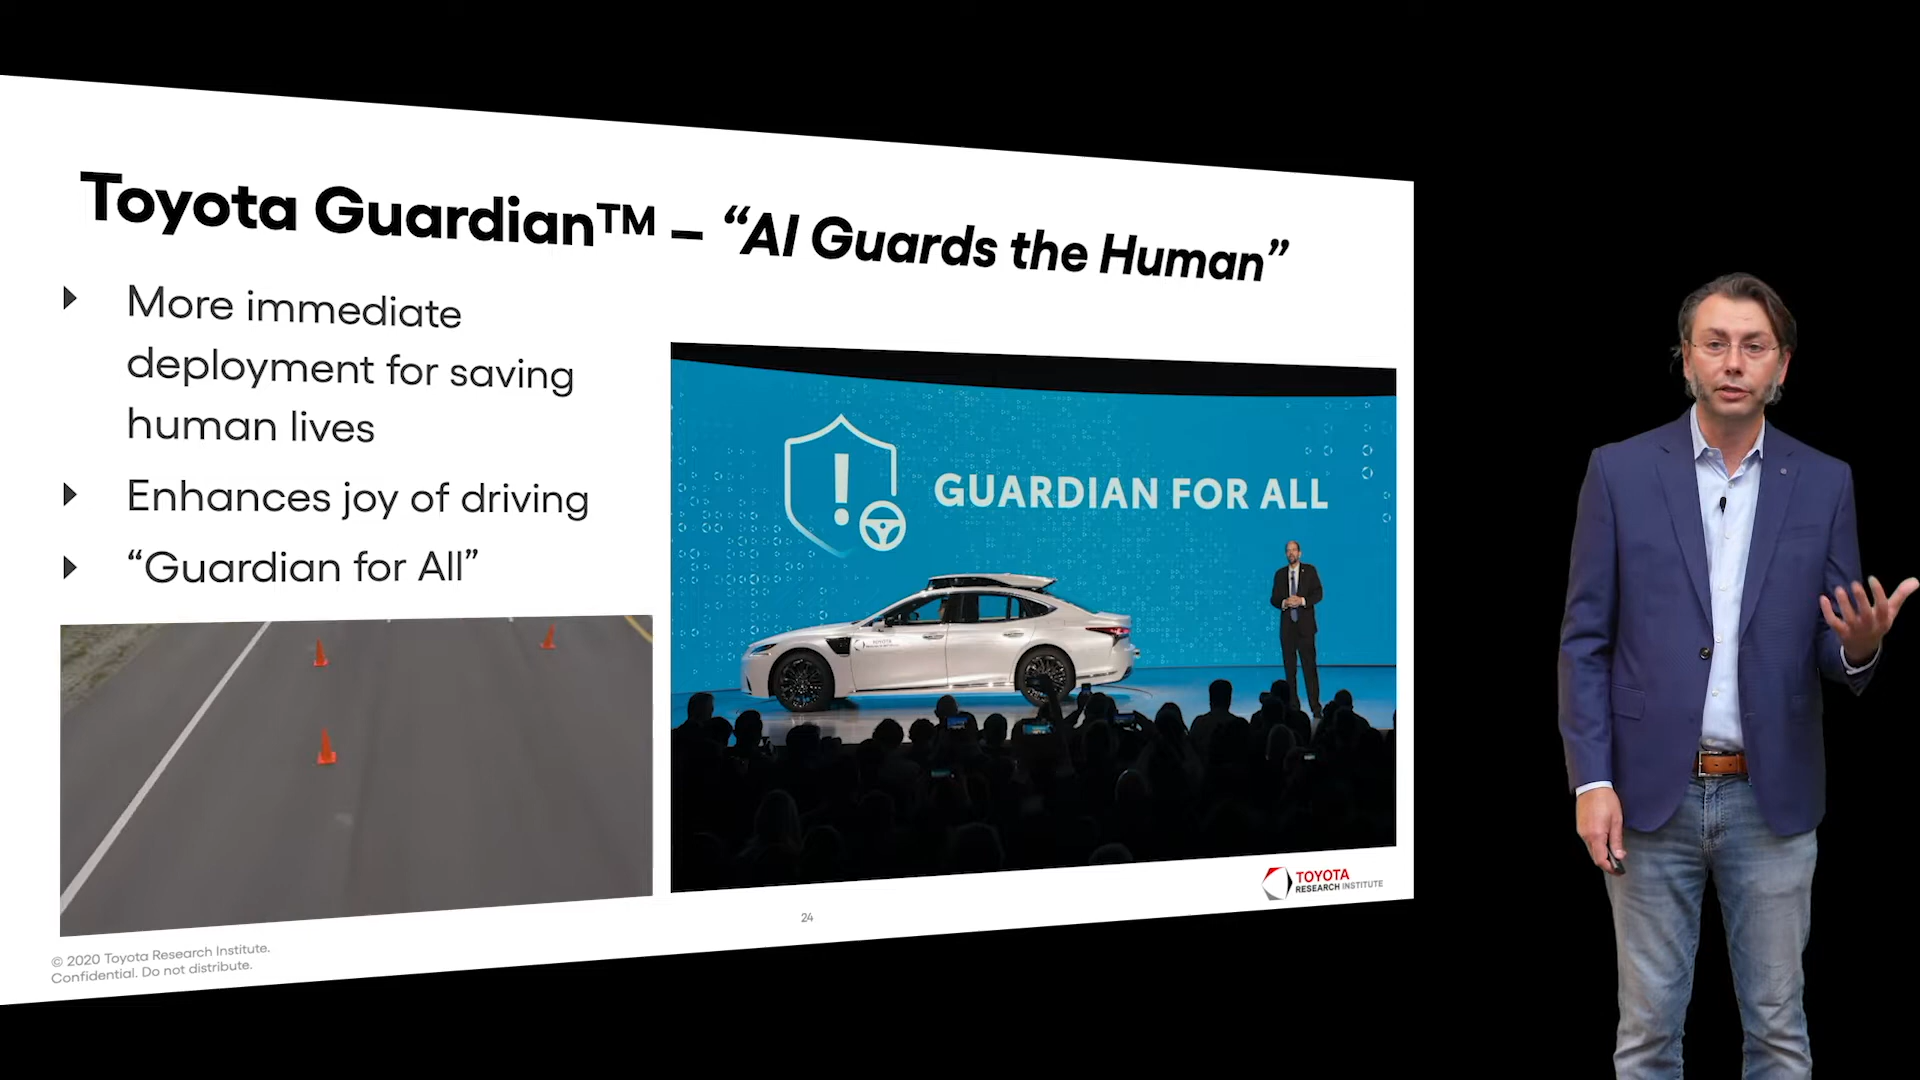 Toyota Guardian™ – “AI Guards the Human”
More immediate
deployment for saving
human lives
Enhances joy of driving
“Guardian for All”
GUARDIAN FOR ALL
TOYOTA
RESEARCH INSTITUTE
24
© 2020 Toyota Research Institute.
Confidential. Do not distribute.